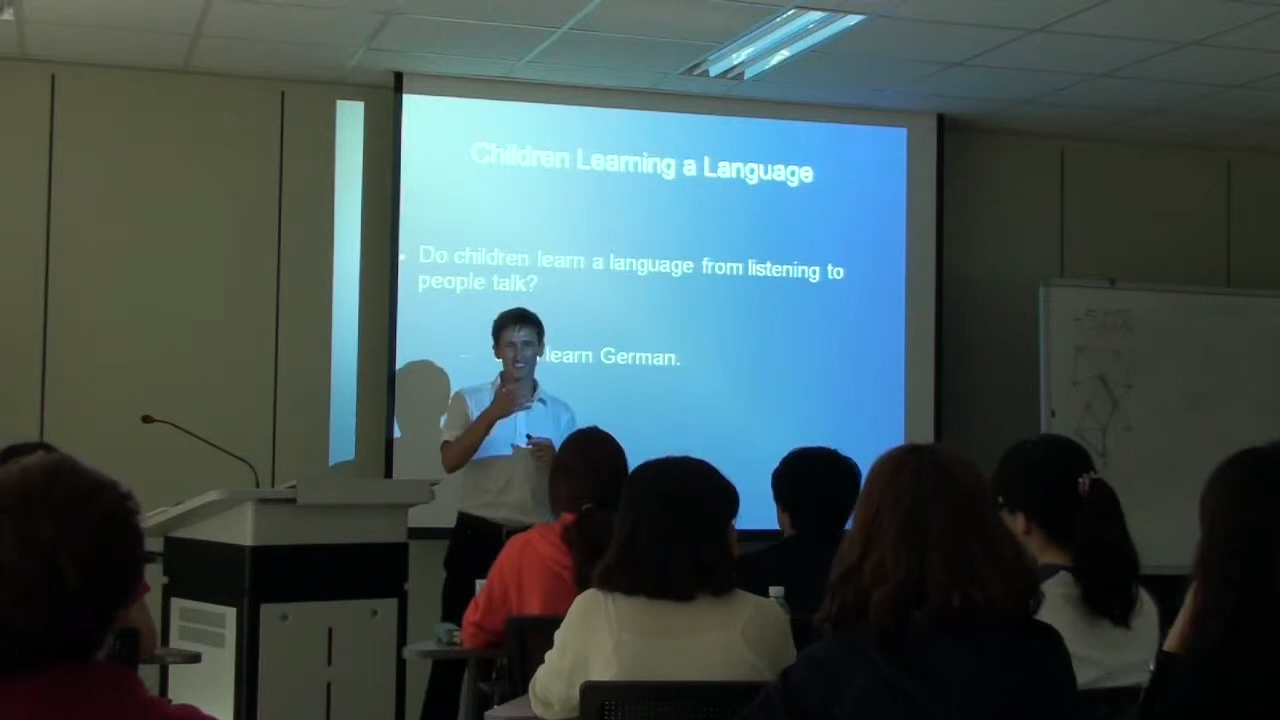 Children Learning a Language
Do children learn a language from listening to
people talk?
learn German.